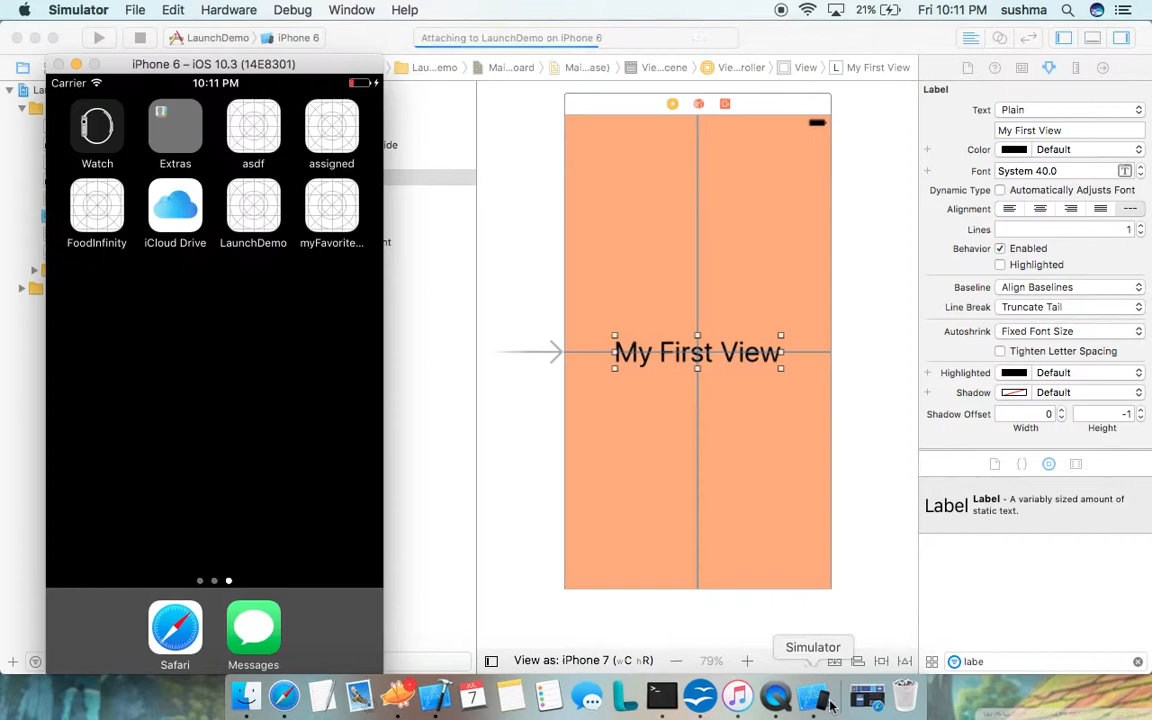 Simulator File Edit Hardware Debug Window Help 21% Fri 10:11 PM sushma
LaunchDemo iPhone 6 Attaching to LaunchDemo on iPhone 6
iPhone 6 – iOS 10.3 (14E8301)
Lau...emo Mai...oard Mai...ase) Vie...cene Vie...roller View L My First View
Carrier 10:11 PM
Watch Extras asdf assigned
FoodInfinity iCloud Drive LaunchDemo myFavorite...
Safari Messages
My First View
Label
Text Plain
My First View
Color Default
Font System 40.0 T
Dynamic Type Automatically Adjusts Font
Alignment
Lines 1
Behavior Enabled
Highlighted
Baseline Align Baselines
Line Break Truncate Tail
Autoshrink Fixed Font Size
Tighten Letter Spacing
Highlighted Default
Shadow Default
Shadow Offset 0 -1
Width Height
Label Label - A variably sized amount of
static text.
Simulator
View as: iPhone 7 (wC hR) — 79% +
labe
7